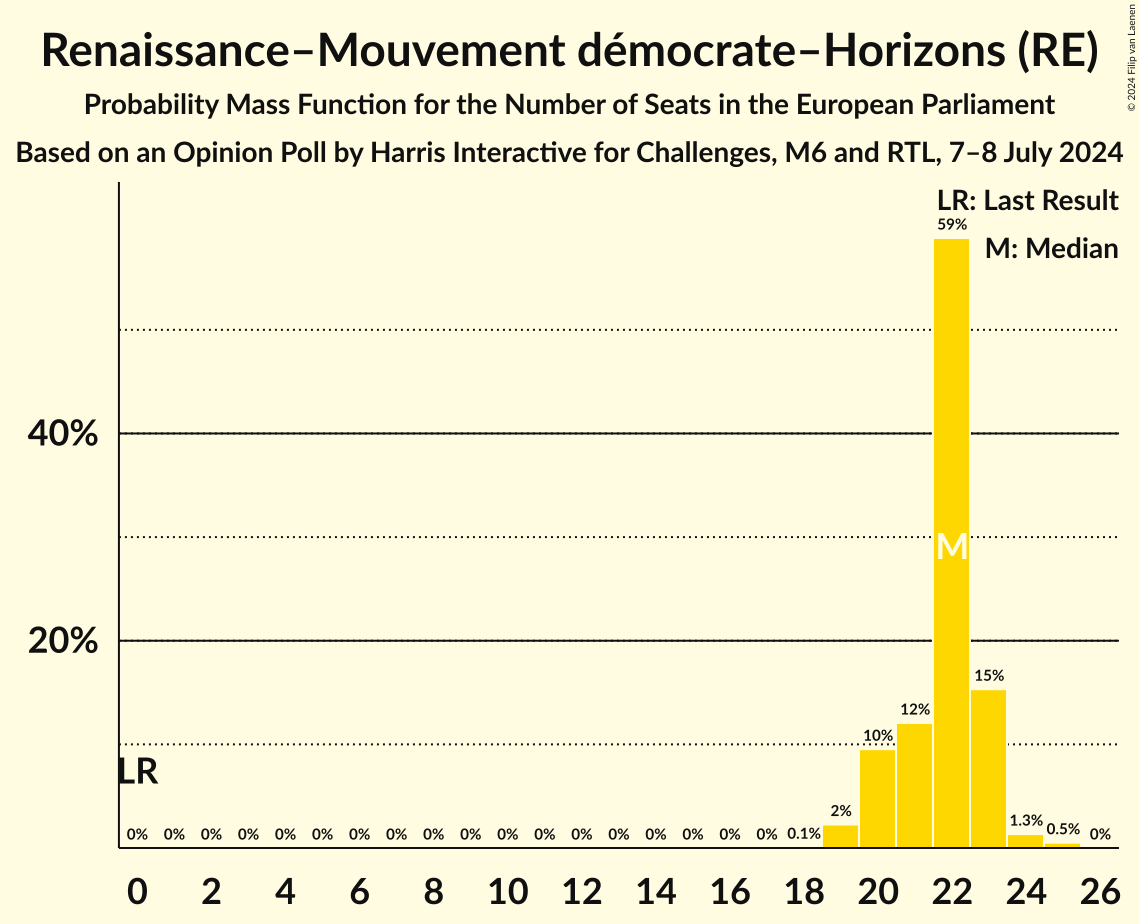 Renaissance–Mouvement démocrate–Horizons (RE)
Probability Mass Function for the Number of Seats in the European Parliament
Based on an Opinion Poll by Harris Interactive for Challenges, M6 and RTL, 7–8 July 2024
© 2024 Filip van Laenen
LR: Last Result
M: Median
59%
40%
M
20%
15%
12%
10%
LR
2%
1.3%
0.5%
0% 0% 0% 0% 0% 0% 0% 0% 0% 0% 0% 0% 0% 0% 0% 0% 0% 0% 0.1% 0%
0 2 4 6 8 10 12 14 16 18 20 22 24 26